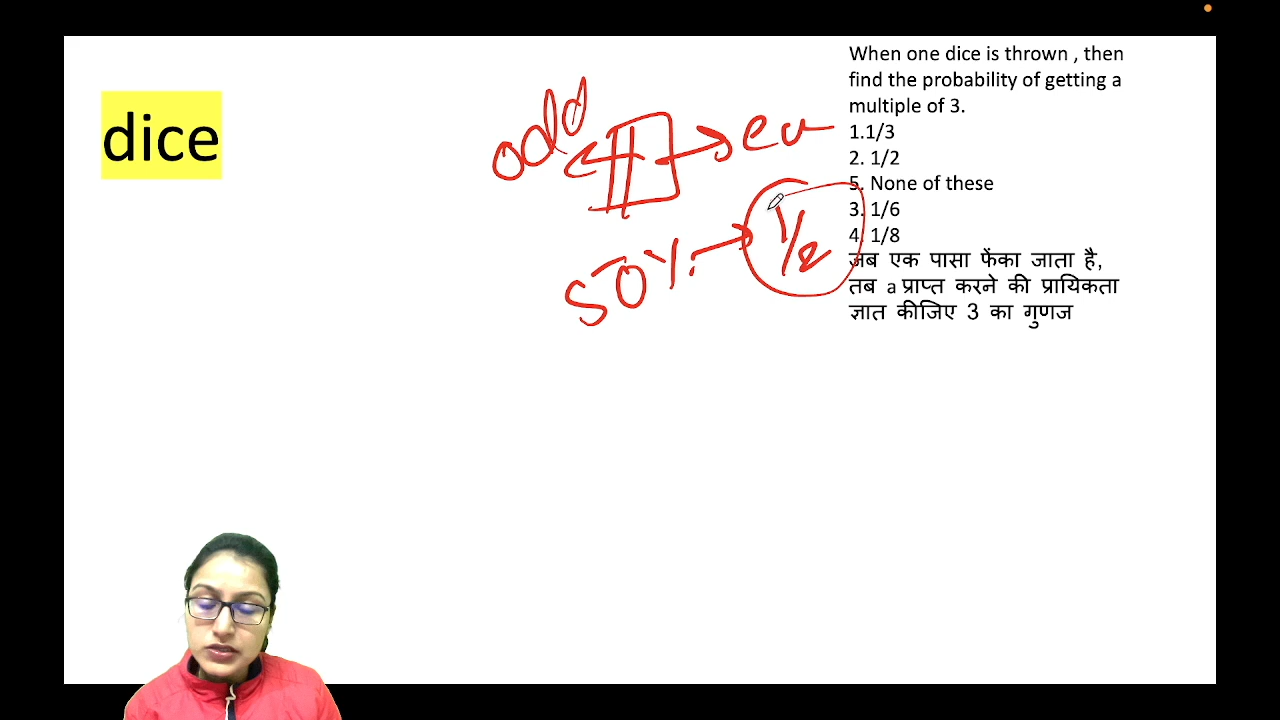 dice
odd
ev
50%
1/2
When one dice is thrown , then
find the probability of getting a
multiple of 3.
1.1/3
2. 1/2
5. None of these
3. 1/6
4. 1/8
जब एक पासा फेंका जाता है,
तब a प्राप्त करने की प्रायिकता
ज्ञात कीजिए 3 का गुणज